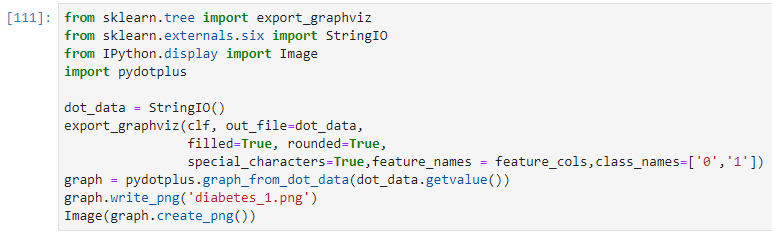 [111]: from sklearn.tree import export_graphviz
from sklearn.externals.six import StringIO
from IPython.display import Image
import pydotplus

dot_data = StringIO()
export_graphviz(clf, out_file=dot_data,
                filled=True, rounded=True,
                special_characters=True,feature_names = feature_cols,class_names=['0','1'])
graph = pydotplus.graph_from_dot_data(dot_data.getvalue())
graph.write_png('diabetes_1.png')
Image(graph.create_png())